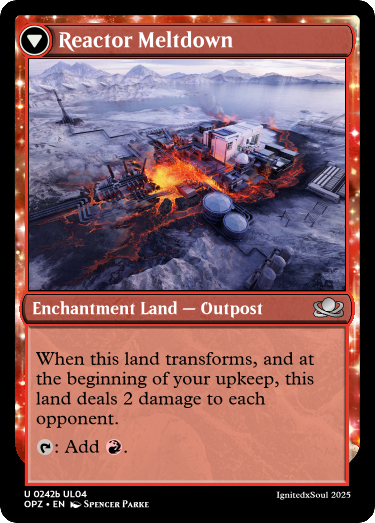 Reactor Meltdown
Enchantment Land — Outpost
When this land transforms, and at
the beginning of your upkeep, this
land deals 2 damage to each
opponent.
: Add .
U 0242b UL04
OPZ • EN SPENCER PARKE
IgnitedxSoul 2025